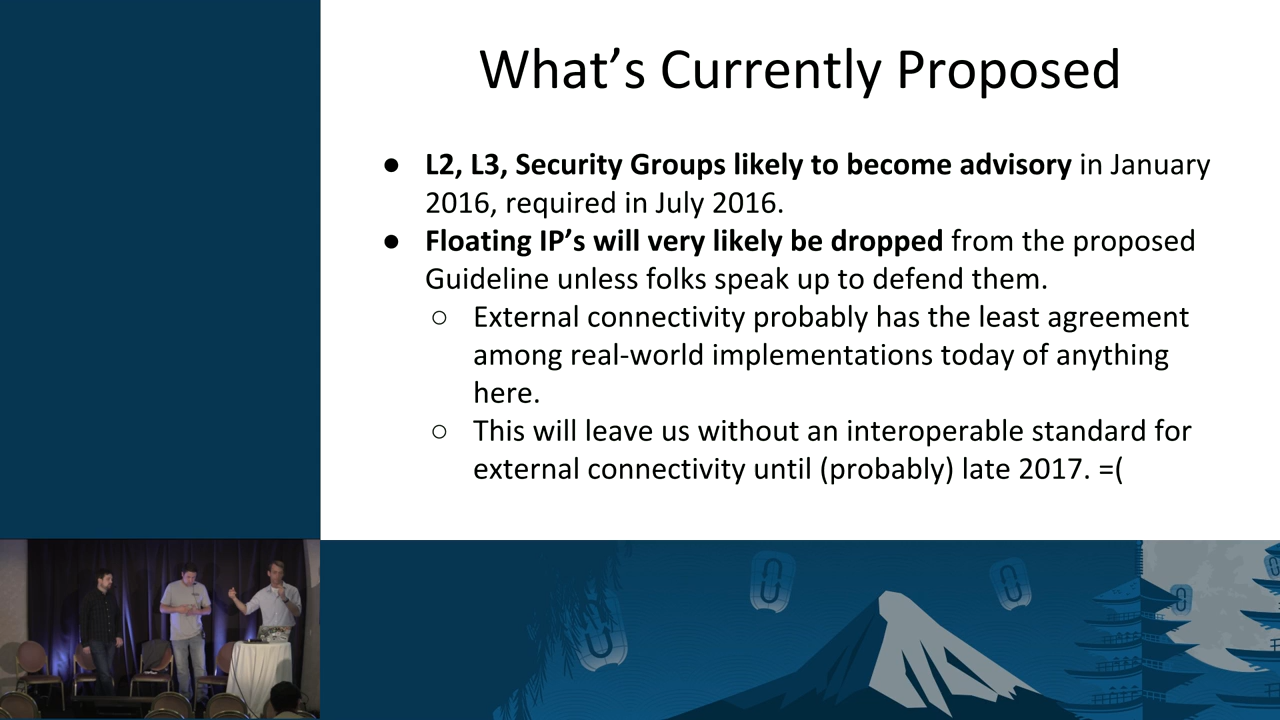 What’s Currently Proposed
● L2, L3, Security Groups likely to become advisory in January
2016, required in July 2016.
● Floating IP’s will very likely be dropped from the proposed
Guideline unless folks speak up to defend them.
○ External connectivity probably has the least agreement
among real-world implementations today of anything
here.
○ This will leave us without an interoperable standard for
external connectivity until (probably) late 2017. =(